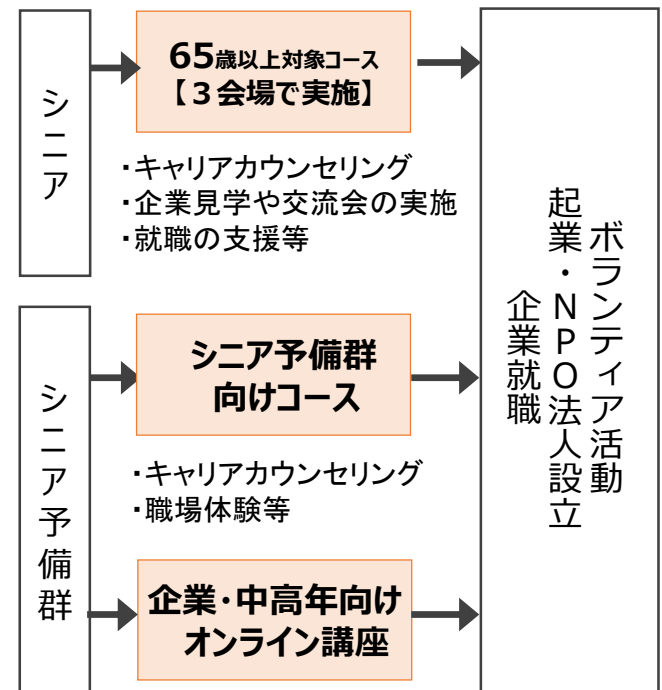 シニア
65歳以上対象コース
【３会場で実施】
・キャリアカウンセリング
・企業見学や交流会の実施
・就職の支援等
シニア予備群
シニア予備群
向けコース
・キャリアカウンセリング
・職場体験等
企業・中高年向け
オンライン講座
ボランティア活動
起業・ＮＰＯ法人設立
企業就職